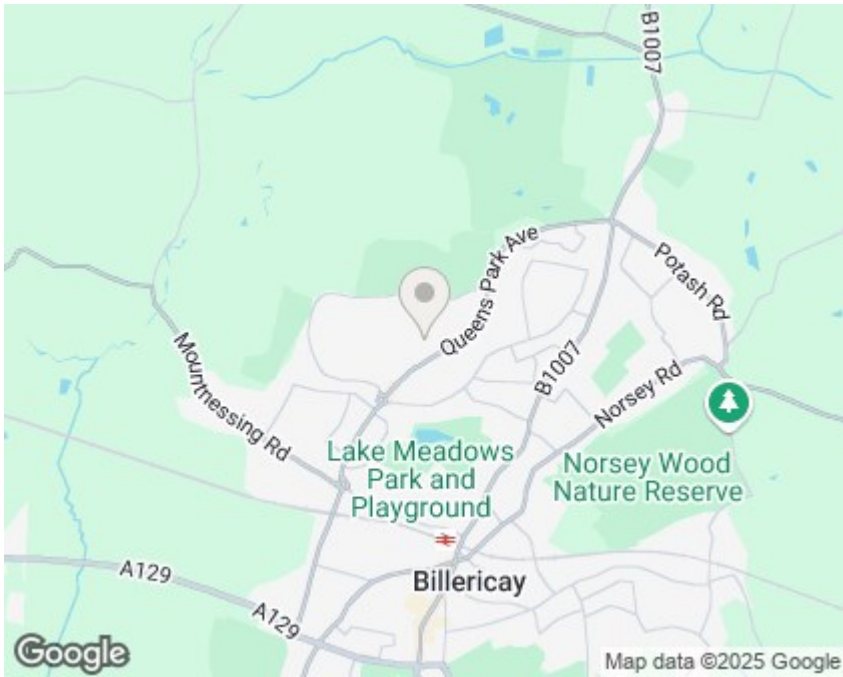 B1007
Queens Park Ave
Potash Rd
Mountnessing Rd
B1007
Norsey Rd
Lake Meadows
Park and
Playground
Norsey Wood
Nature Reserve
A129
Billericay
A129
Google
Map data ©2025 Google